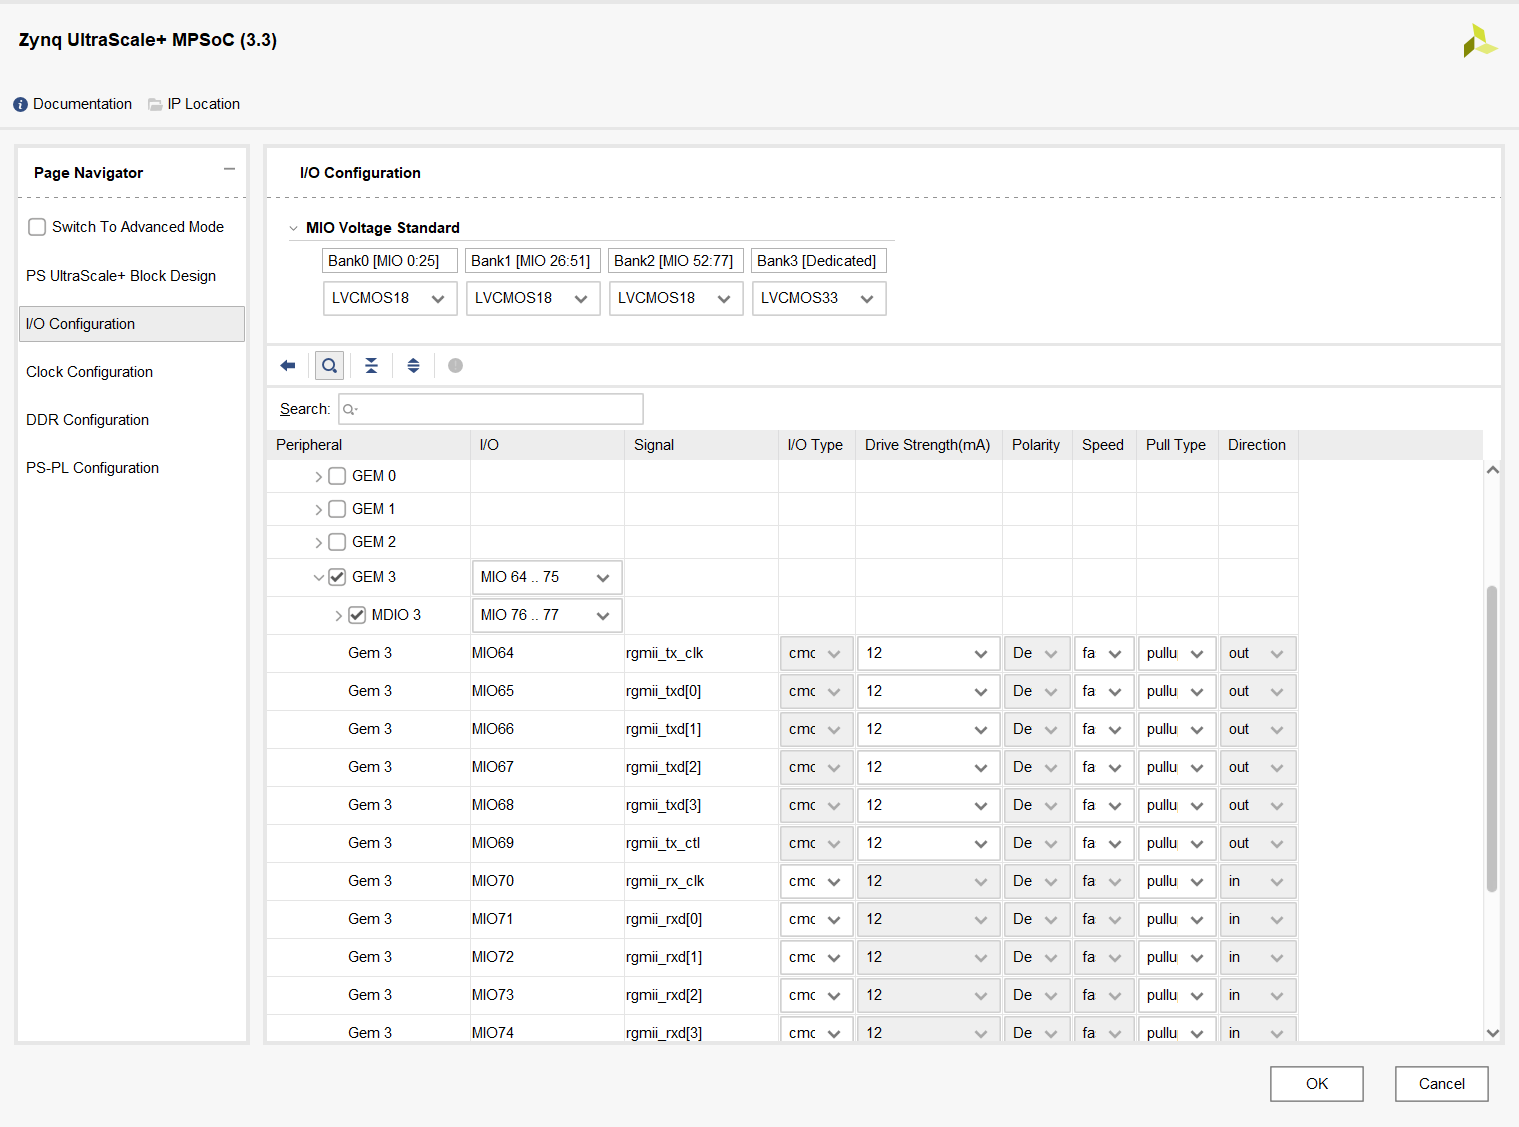 Zynq UltraScale+ MPSoC (3.3)
Documentation IP Location
Page Navigator
Switch To Advanced Mode
PS UltraScale+ Block Design
I/O Configuration
Clock Configuration
DDR Configuration
PS-PL Configuration
I/O Configuration
MIO Voltage Standard
Bank0 [MIO 0:25] Bank1 [MIO 26:51] Bank2 [MIO 52:77] Bank3 [Dedicated]
LVCMOS18 LVCMOS18 LVCMOS18 LVCMOS33
Search:
Peripheral I/O Signal I/O Type Drive Strength(mA) Polarity Speed Pull Type Direction
GEM 0
GEM 1
GEM 2
GEM 3 MIO 64 .. 75
MDIO 3 MIO 76 .. 77
Gem 3 MIO64 rgmii_tx_clk cmc 12 De fa pullu out
Gem 3 MIO65 rgmii_txd[0] cmc 12 De fa pullu out
Gem 3 MIO66 rgmii_txd[1] cmc 12 De fa pullu out
Gem 3 MIO67 rgmii_txd[2] cmc 12 De fa pullu out
Gem 3 MIO68 rgmii_txd[3] cmc 12 De fa pullu out
Gem 3 MIO69 rgmii_tx_ctl cmc 12 De fa pullu out
Gem 3 MIO70 rgmii_rx_clk cmc 12 De fa pullu in
Gem 3 MIO71 rgmii_rxd[0] cmc 12 De fa pullu in
Gem 3 MIO72 rgmii_rxd[1] cmc 12 De fa pullu in
Gem 3 MIO73 rgmii_rxd[2] cmc 12 De fa pullu in
Gem 3 MIO74 rgmii_rxd[3] cmc 12 De fa pullu in
OK Cancel